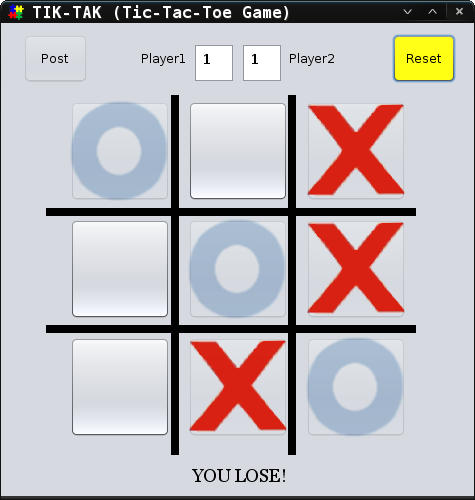 TIK-TAK (Tic-Tac-Toe Game)
Post Player1 1 1 Player2 Reset
YOU LOSE!